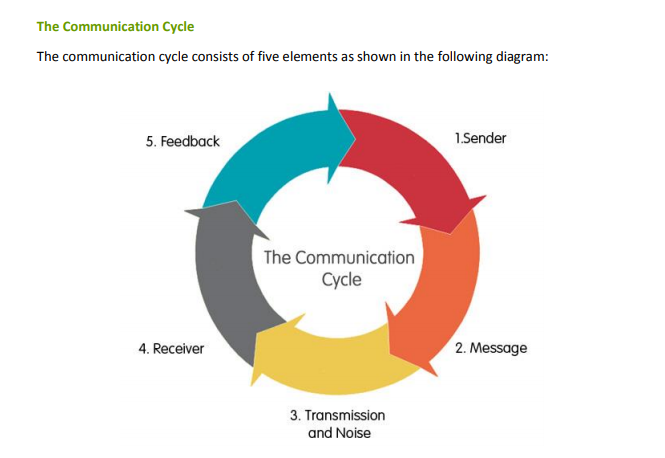 The Communication Cycle
The communication cycle consists of five elements as shown in the following diagram:
5. Feedback
1.Sender
The Communication
Cycle
4. Receiver
2. Message
3. Transmission
and Noise